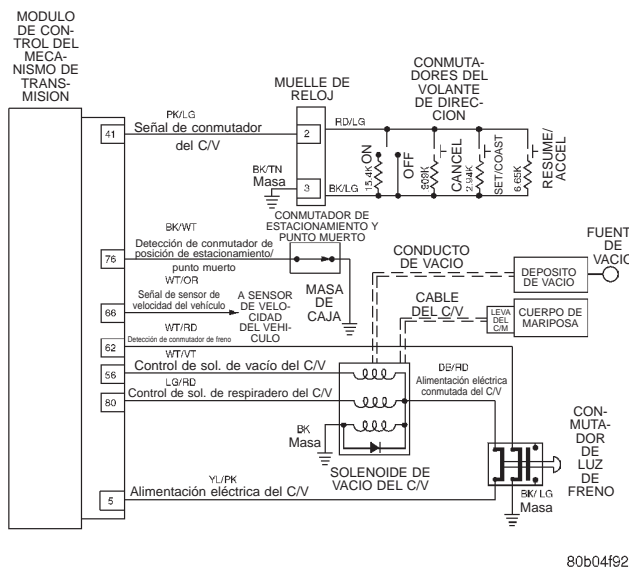 MODULO
DE CON-
TROL DEL
MECA-
NISMO DE
TRANS-
MISION
MUELLE DE
RELOJ
CONMUTA-
DORES DEL
VOLANTE
DE DIREC-
CION
PK/LG
41
Señal de conmutador
del C/V
2
RD/LG
BK/TN
Masa
3
BK/LG
15.4K
ON
OFF
909K
CANCEL
2.94K
SET/COAST
6.65K
RESUME/
ACCEL
BK/WT
76
Detección de conmutador de
posición de estacionamiento/
punto muerto
CONMUTADOR DE
ESTACIONAMIENTO Y
PUNTO MUERTO
MASA
DE
CAJA
WT/OR
66
Señal de sensor de
velocidad del vehículo
A SENSOR
DE VELO-
CIDAD
DEL VEHI-
CULO
CONDUCTO
DE VACIO
DEPOSITO
DE VACIO
FUENT
DE
VACIO
CABLE
DEL C/V
LEVA
DEL
C/M
CUERPO DE
MARIPOSA
WT/RD
62
Detección de conmutador de freno
WT/VT
56
Control de sol. de vacío del C/V
LG/RD
80
Control de sol. de respiradero del C/V
BK
Masa
SOLENOIDE DE
VACIO DEL C/V
DB/RD
Alimentación eléctrica
conmutada del C/V
CON-
MUTA-
DOR
DE
LUZ
DE
FRENO
BK/LG
Masa
YL/PK
5
Alimentación eléctrica del C/V
80b04f92